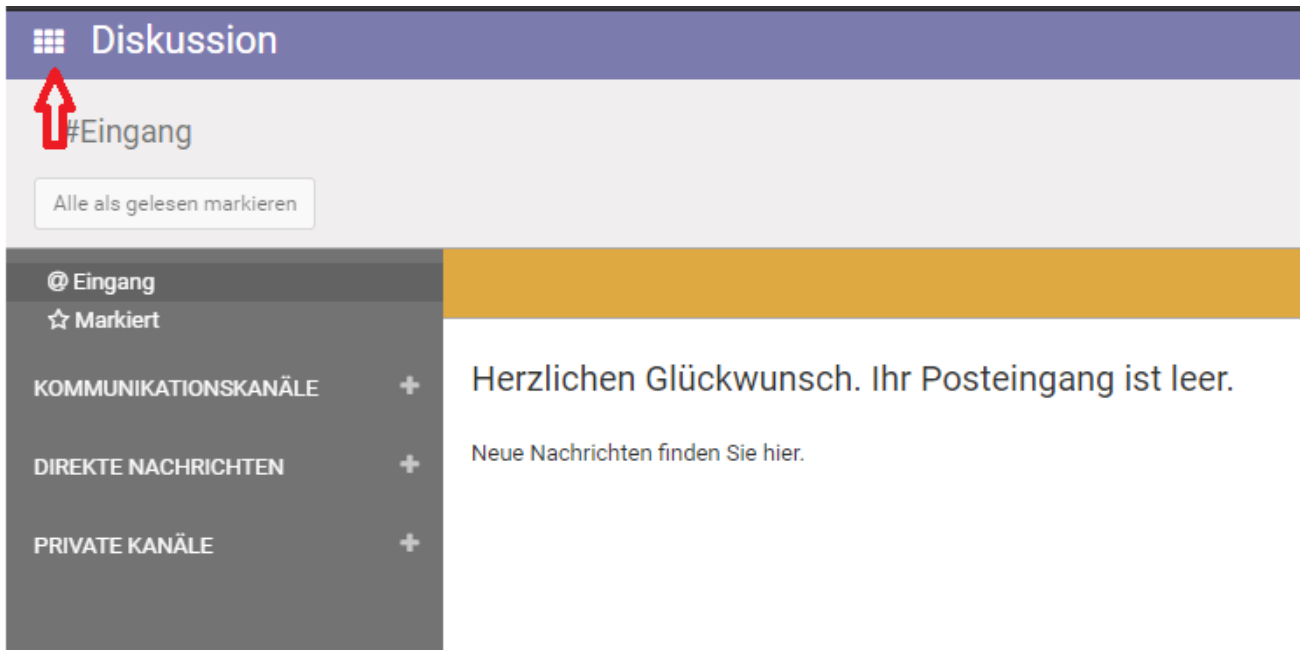 Diskussion
#Eingang
Alle als gelesen markieren
@ Eingang
Markiert
KOMMUNIKATIONSKANÄLE +
DIREKTE NACHRICHTEN +
PRIVATE KANÄLE +
Herzlichen Glückwunsch. Ihr Posteingang ist leer.
Neue Nachrichten finden Sie hier.